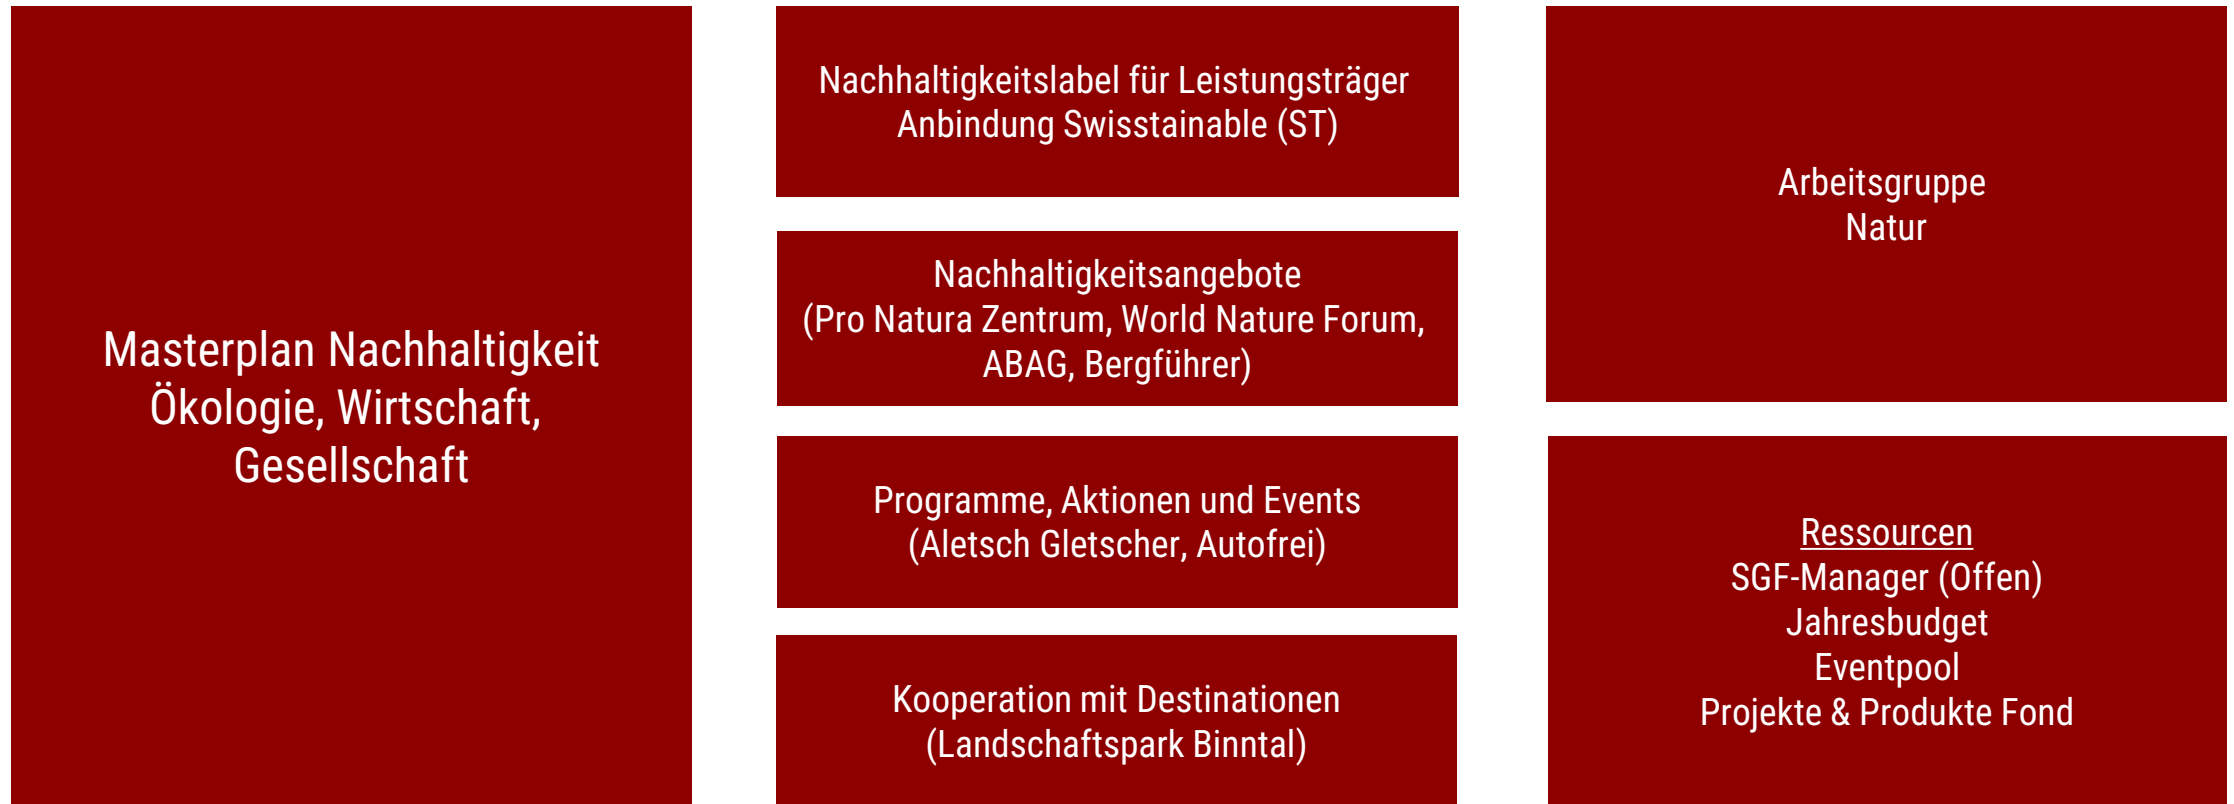 Masterplan Nachhaltigkeit
Ökologie, Wirtschaft,
Gesellschaft
Nachhaltigkeitslabel für Leistungsträger
Anbindung Swisstainable (ST)
Nachhaltigkeitsangebote
(Pro Natura Zentrum, World Nature Forum,
ABAG, Bergführer)
Programme, Aktionen und Events
(Aletsch Gletscher, Autofrei)
Kooperation mit Destinationen
(Landschaftspark Binntal)
Arbeitsgruppe
Natur
Ressourcen
SGF-Manager (Offen)
Jahresbudget
Eventpool
Projekte & Produkte Fond